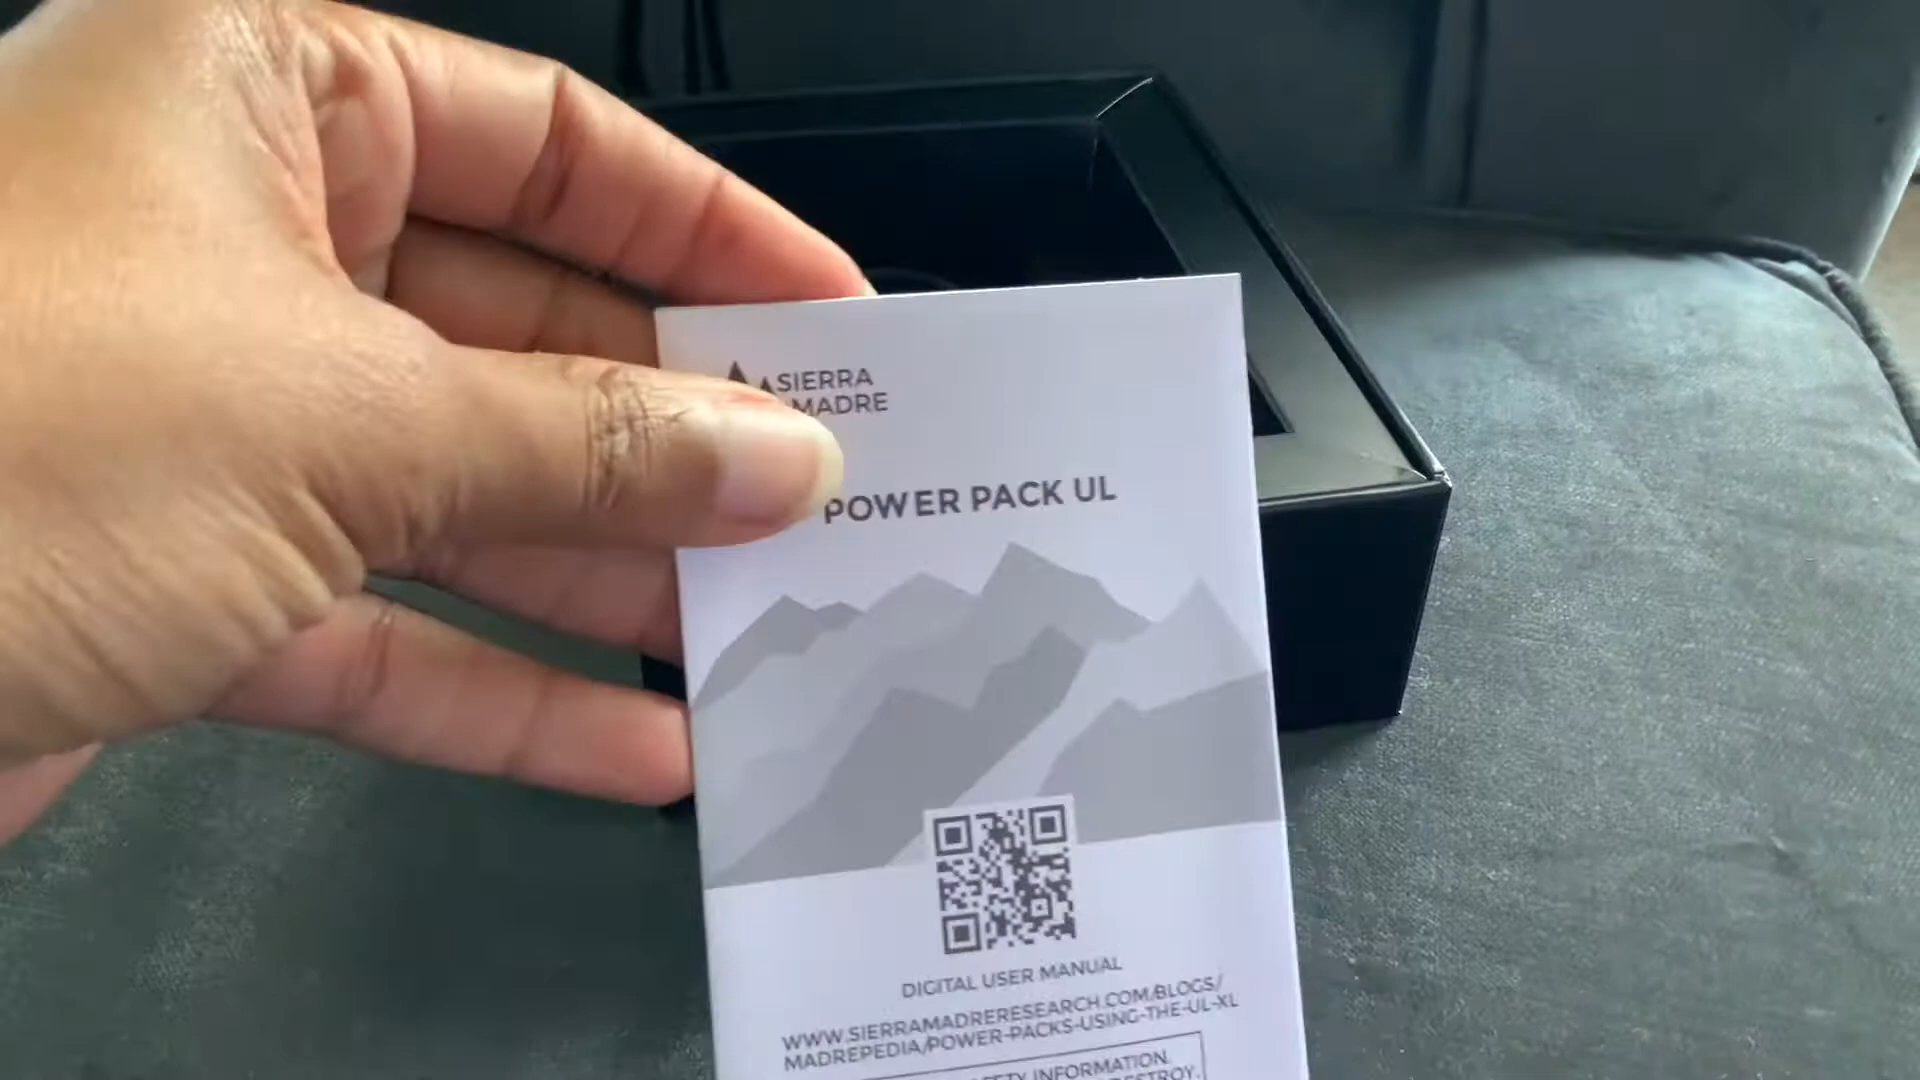 SIERRA
MADRE
POWER PACK UL
DIGITAL USER MANUAL
WWW.SIERRAMADRERESEARCH.COM/BLOGS/
MADREPEDIA/POWER-PACKS-USING-THE-UL-XL
INFORMATION.